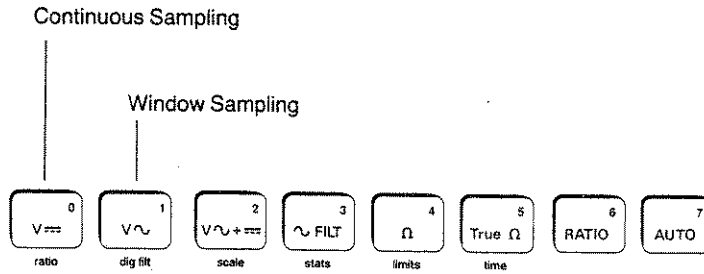 Continuous Sampling
Window Sampling
0 1 2 3 4 5 6 7
V⎓ V∿ V∿+⎓ ∿ FILT Ω True Ω RATIO AUTO
ratio dig filt scale stats limits time